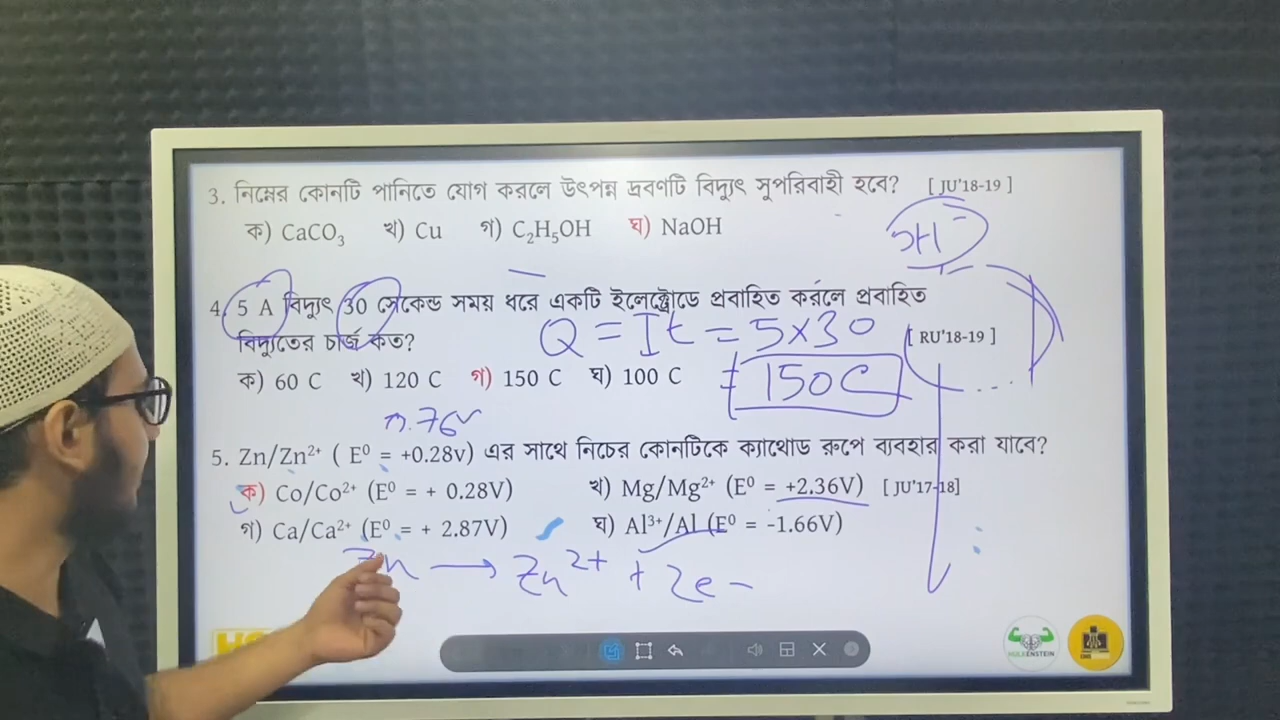 3. নিম্নের কোনটি পানিতে যোগ করলে উৎপন্ন দ্রবণটি বিদ্যুৎ সুপরিবাহী হবে? [ JU'18-19 ]
ক) CaCO₃ খ) Cu গ) C₂H₅OH ঘ) NaOH
4. 5 A বিদ্যুৎ 30 সেকেন্ড সময় ধরে একটি ইলেক্ট্রোডে প্রবাহিত করলে প্রবাহিত
Q = It = 5×30
বিদ্যুতের চার্জ কত? [ RU'18-19 ]
ক) 60 C খ) 120 C গ) 150 C ঘ) 100 C
= 150C
0.76v
5. Zn/Zn²⁺ ( E⁰ = +0.28v) এর সাথে নিচের কোনটিকে ক্যাথোড রুপে ব্যবহার করা যাবে?
ক) Co/Co²⁺ (E⁰ = + 0.28V) খ) Mg/Mg²⁺ (E⁰ = +2.36V) [ JU'17-18]
গ) Ca/Ca²⁺ (E⁰ = + 2.87V) ঘ) Al³⁺/Al (E⁰ = -1.66V)
Zn → Zn²⁺ + 2e -
HULKENSTEIN